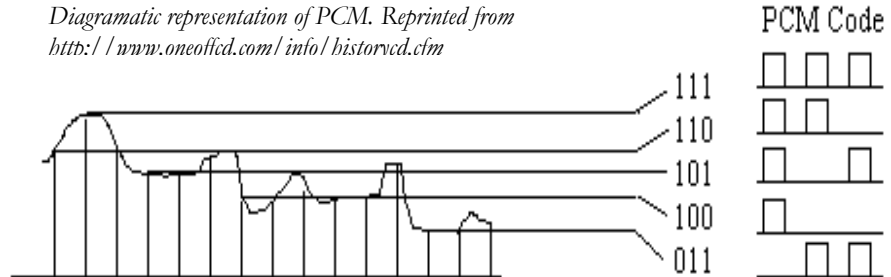 Diagramatic representation of PCM. Reprinted from
http://www.oneoffcd.com/info/historycd.cfm
PCM Code
111
110
101
100
011